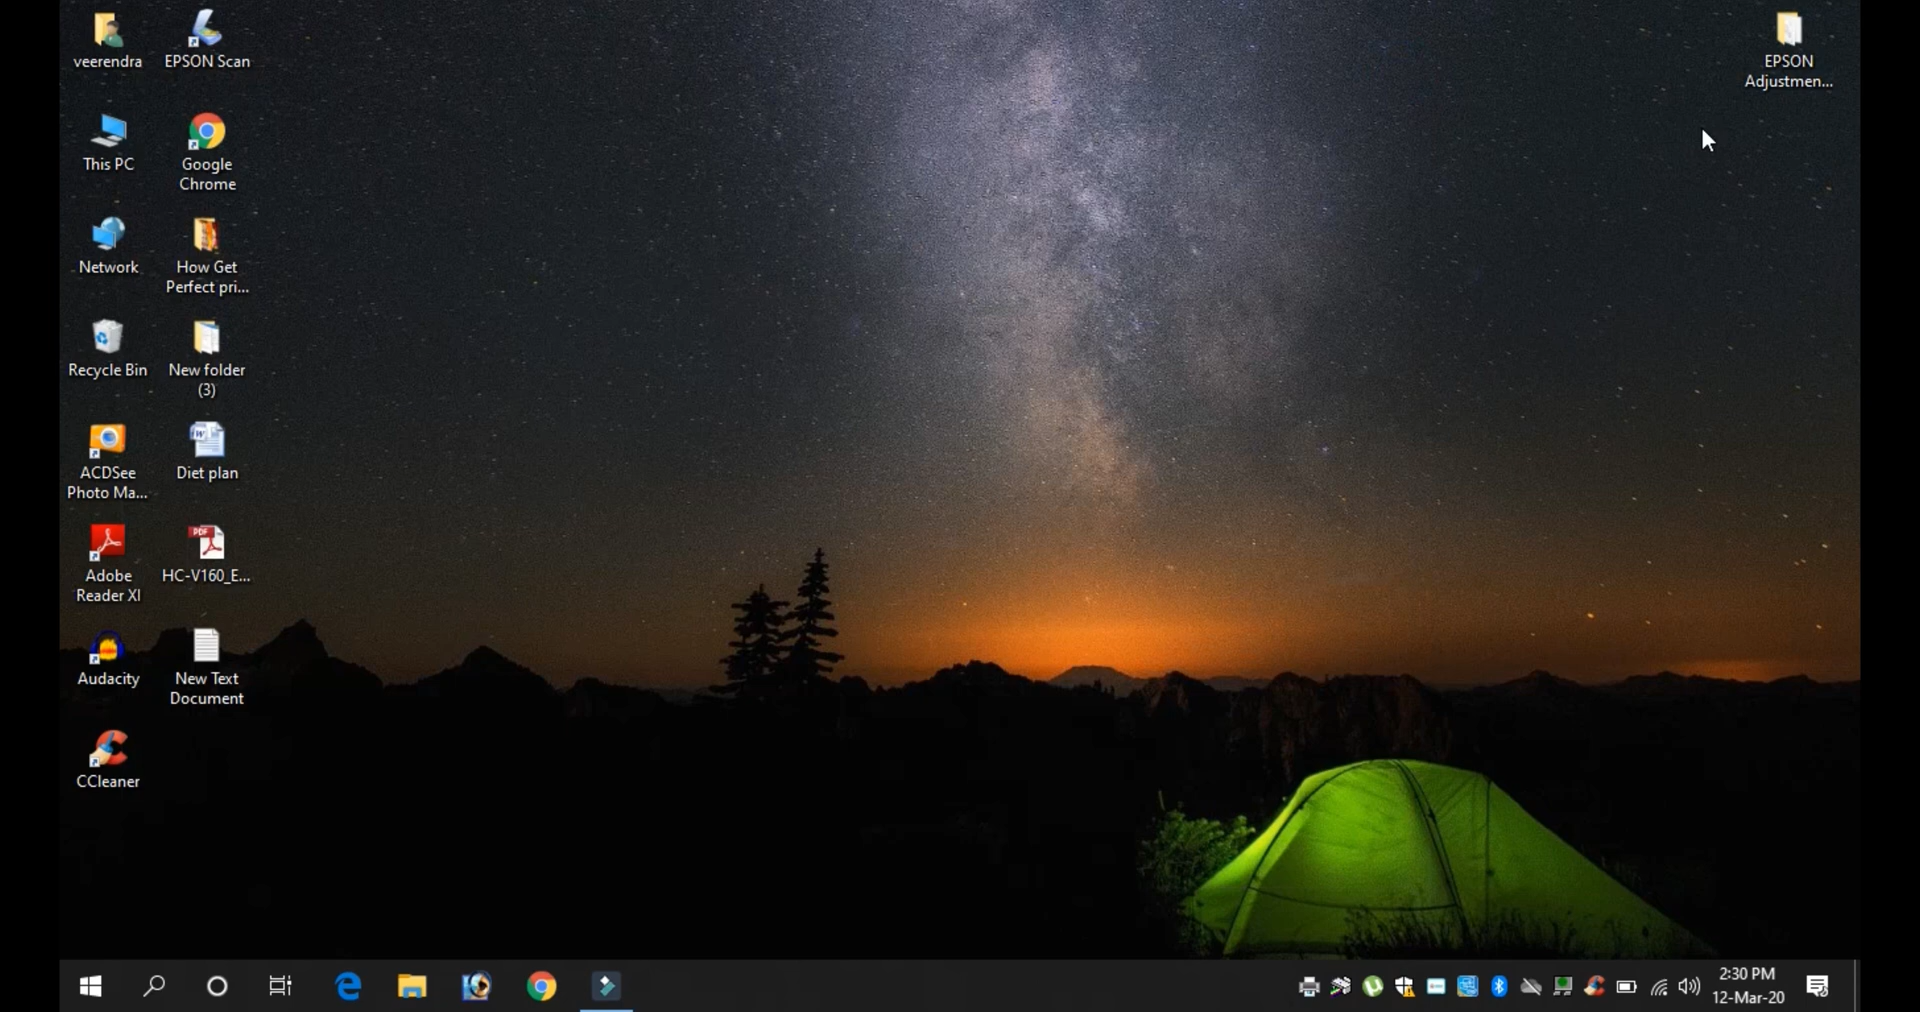 veerendra
EPSON Scan
EPSON
Adjustmen...
This PC
Google
Chrome
Network
How Get
Perfect pri...
Recycle Bin
New folder
(3)
ACDSee
Photo Ma...
Diet plan
Adobe
Reader XI
PDF
HC-V160_E...
Audacity
New Text
Document
CCleaner
2:30 PM
12-Mar-20